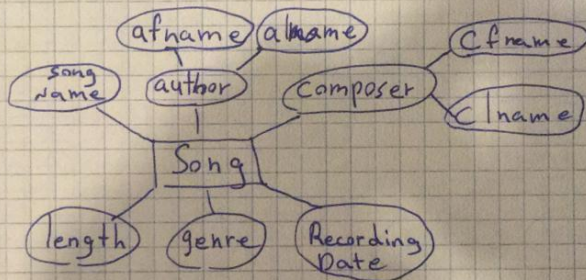 afname
alname
Cfname
song
Name
author
composer
clname
Song
length
genre
Recording
Date